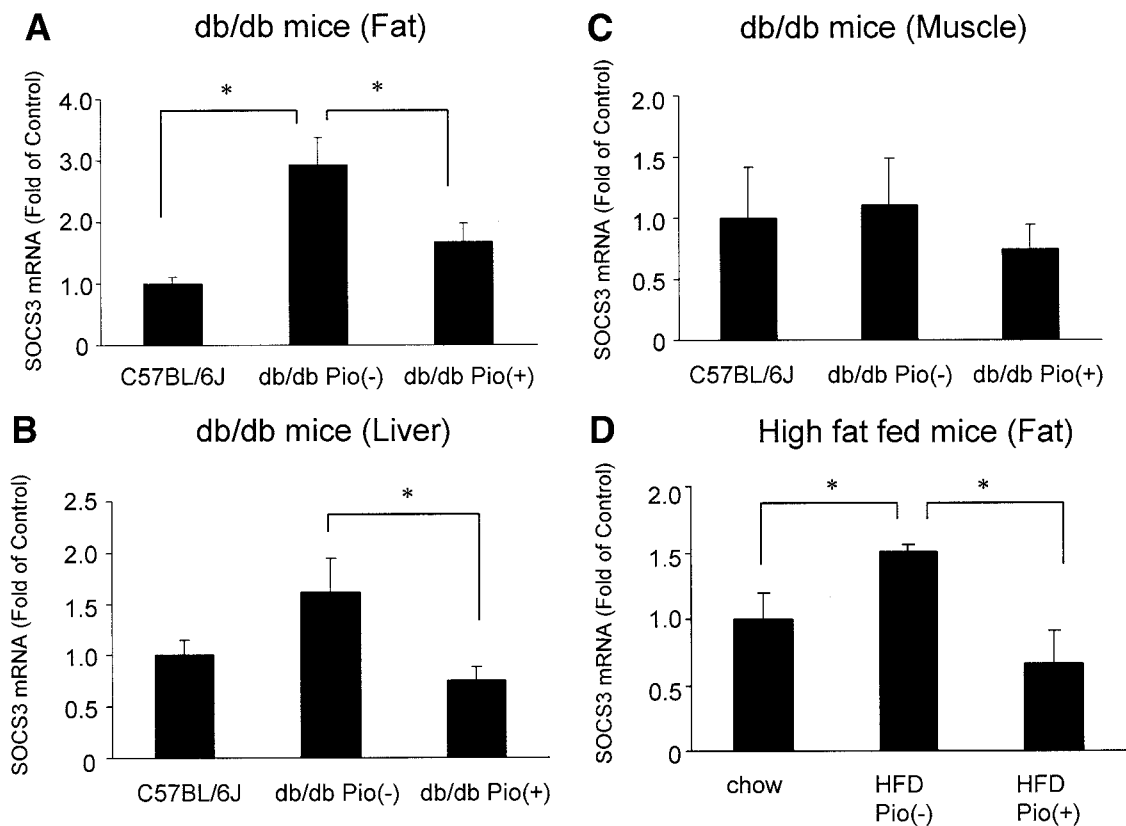 A
db/db mice (Fat)
SOCS3 mRNA (Fold of Control)
4.0
3.0
2.0
1.0
0
*
*
C57BL/6J
db/db Pio(-)
db/db Pio(+)
B
db/db mice (Liver)
SOCS3 mRNA (Fold of Control)
2.5
2.0
1.5
1.0
0.5
0
*
C57BL/6J
db/db Pio(-)
db/db Pio(+)
C
db/db mice (Muscle)
SOCS3 mRNA (Fold of Control)
2.0
1.5
1.0
0.5
0
C57BL/6J
db/db Pio(-)
db/db Pio(+)
D
High fat fed mice (Fat)
SOCS3 mRNA (Fold of Control)
2.0
1.5
1.0
0.5
0
*
*
chow
HFD
Pio(-)
HFD
Pio(+)